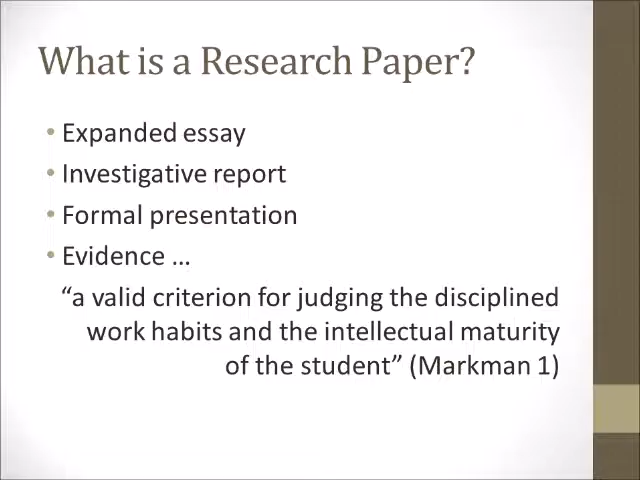 What is a Research Paper?
• Expanded essay
• Investigative report
• Formal presentation
• Evidence …
“a valid criterion for judging the disciplined
work habits and the intellectual maturity
of the student” (Markman 1)